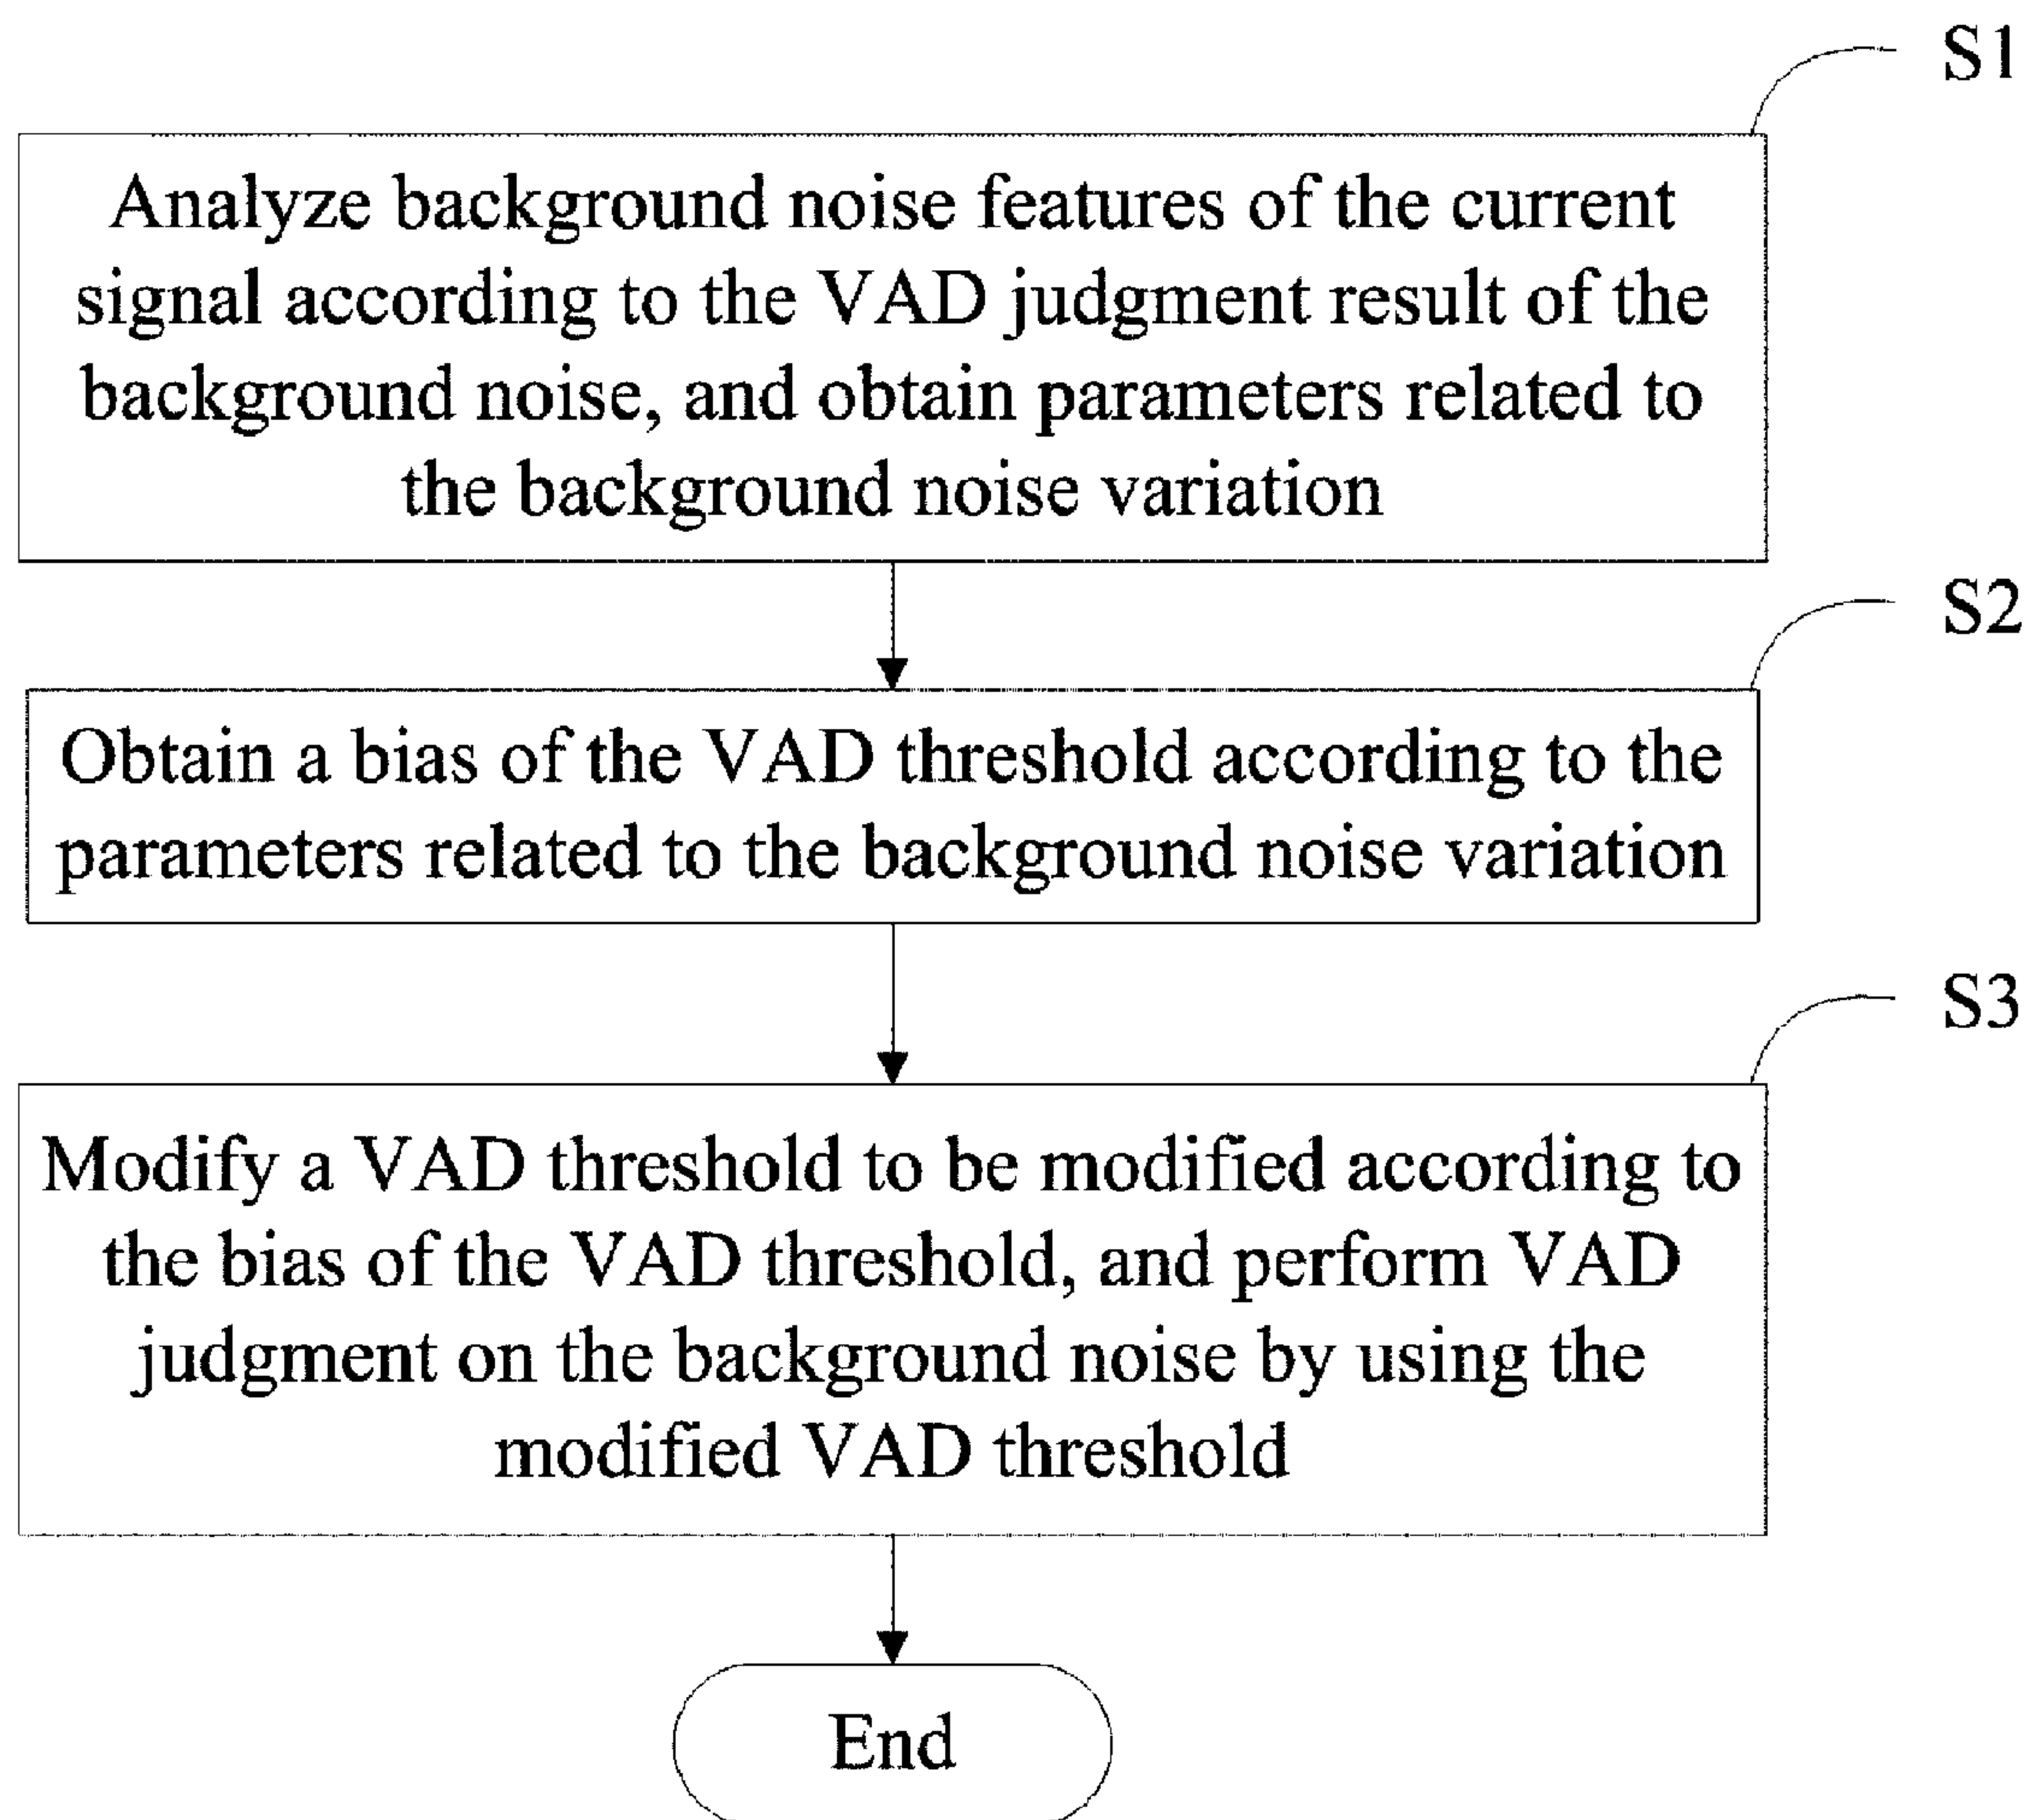 S1
Analyze background noise features of the current
signal according to the VAD judgment result of the
background noise, and obtain parameters related to
the background noise variation
S2
Obtain a bias of the VAD threshold according to the
parameters related to the background noise variation
S3
Modify a VAD threshold to be modified according to
the bias of the VAD threshold, and perform VAD
judgment on the background noise by using the
modified VAD threshold
End